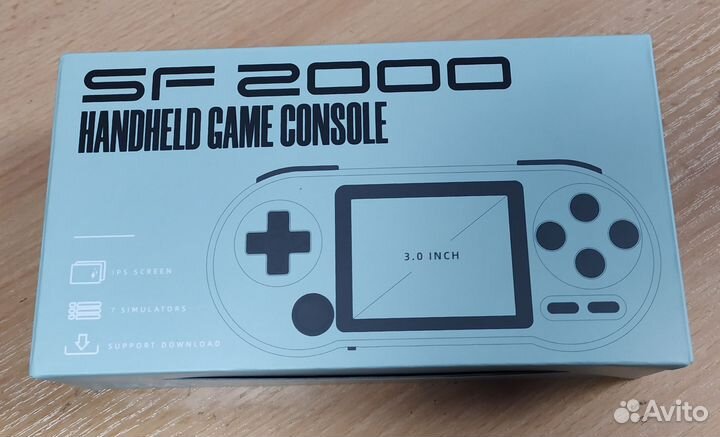 SF 2000
HANDHELD GAME CONSOLE
3.0 INCH
IPS SCREEN
7 SIMULATORS
SUPPORT DOWNLOAD
Avito